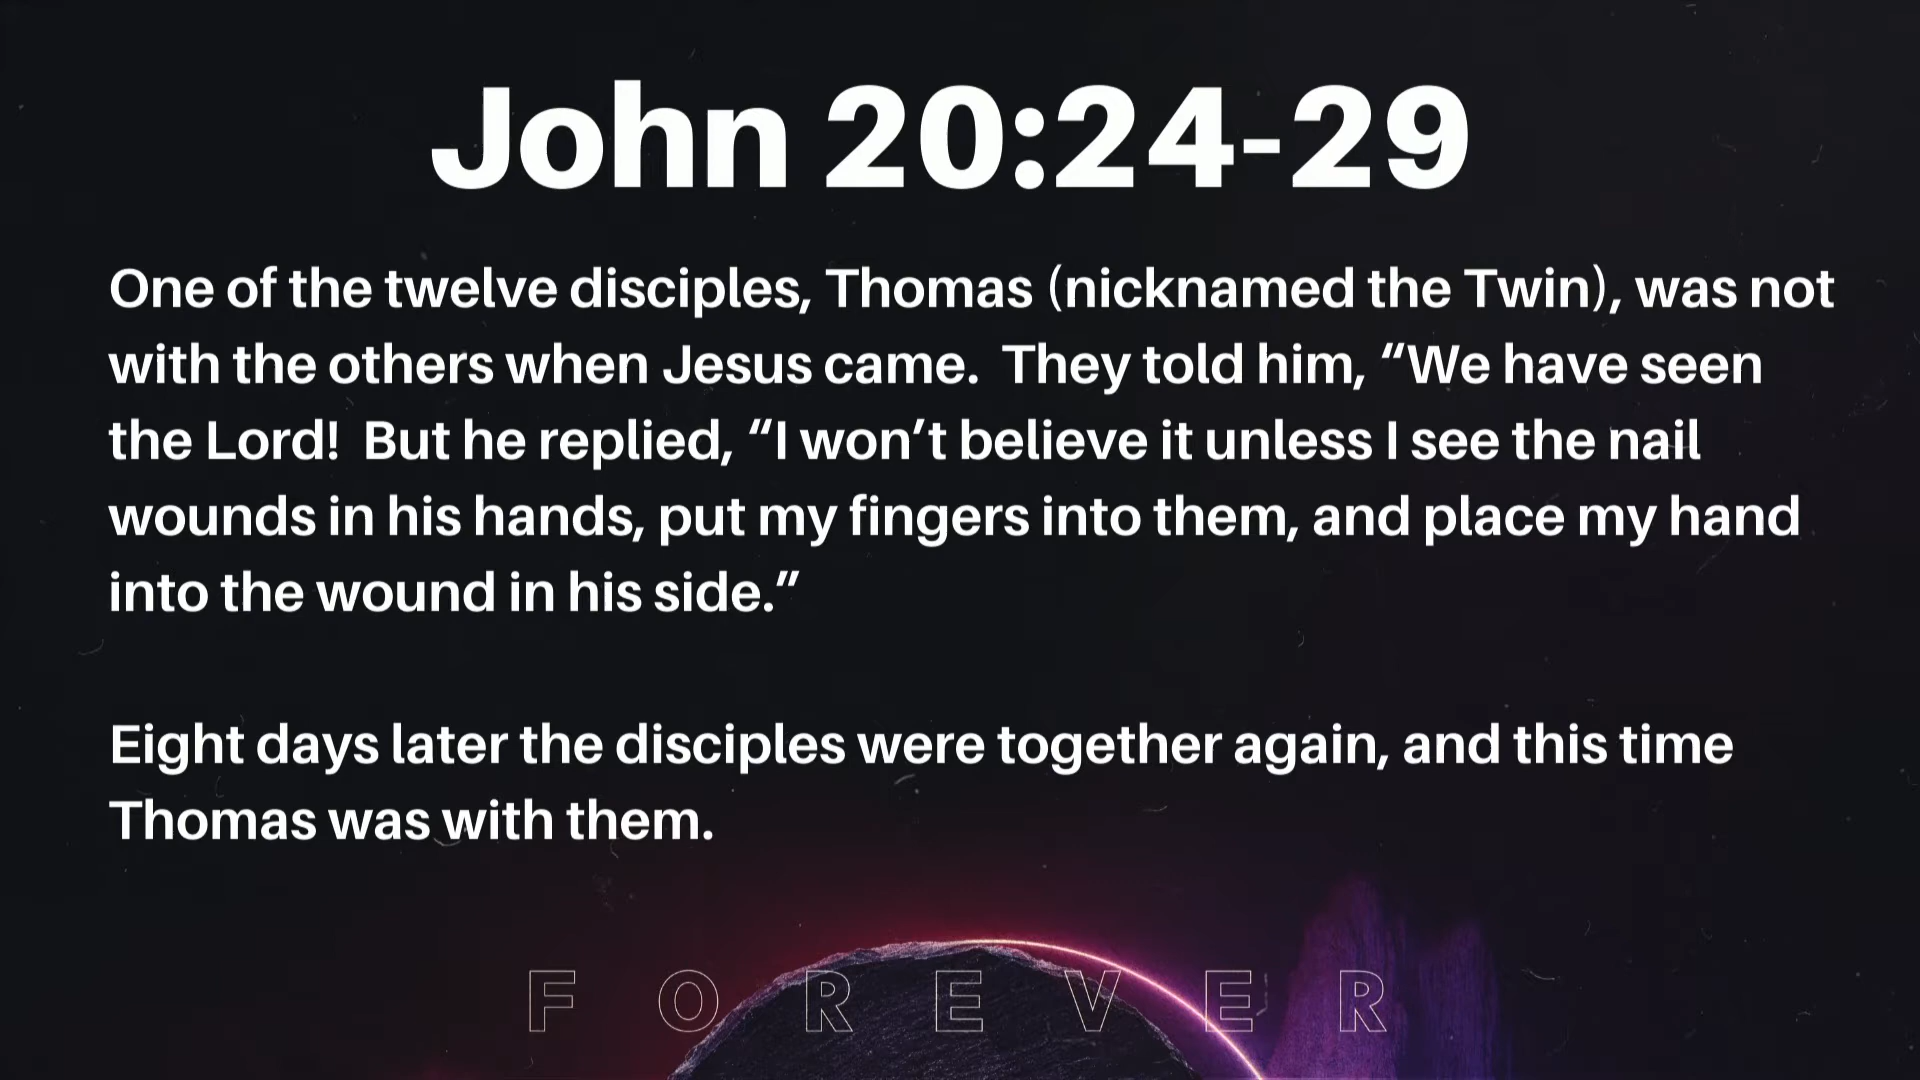 John 20:24-29
One of the twelve disciples, Thomas (nicknamed the Twin), was not
with the others when Jesus came.  They told him, “We have seen
the Lord!  But he replied, “I won’t believe it unless I see the nail
wounds in his hands, put my fingers into them, and place my hand
into the wound in his side.”
Eight days later the disciples were together again, and this time
Thomas was with them.
FOREVER